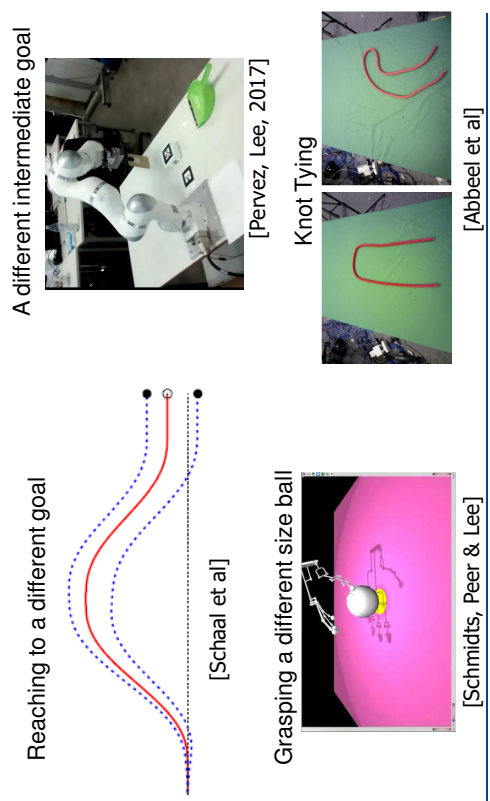 Reaching to a different goal
[Schaal et al]
A different intermediate goal
[Pervez, Lee, 2017]
Grasping a different size ball
[Schmidts, Peer & Lee]
Knot Tying
[Abbeel et al]